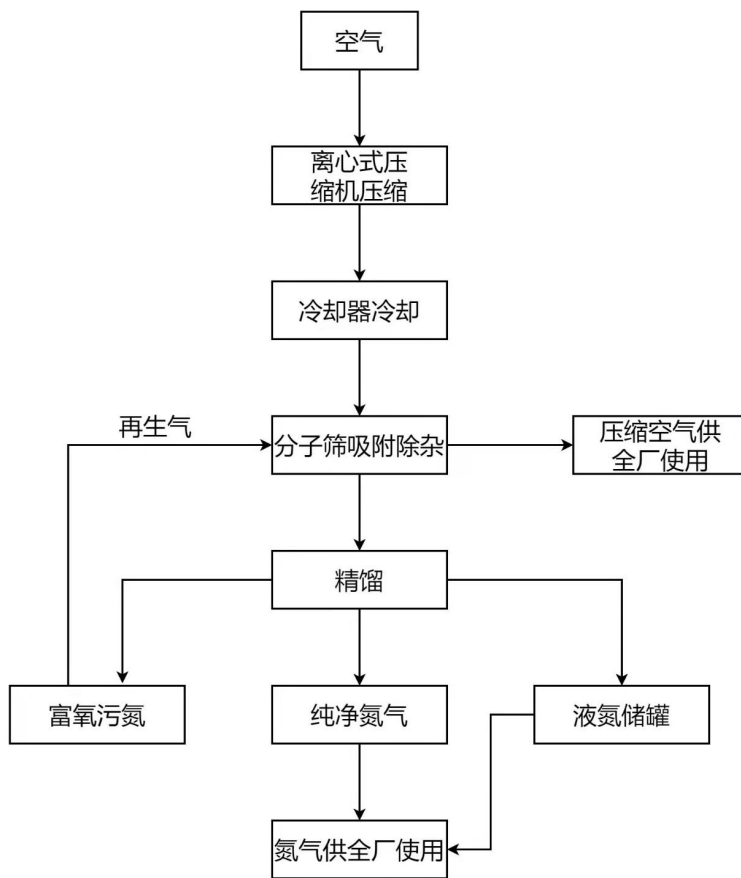 空气
离心式压
缩机压缩
冷却器冷却
再生气
分子筛吸附除杂
压缩空气供
全厂使用
精馏
富氧污氮
纯净氮气
液氮储罐
氮气供全厂使用